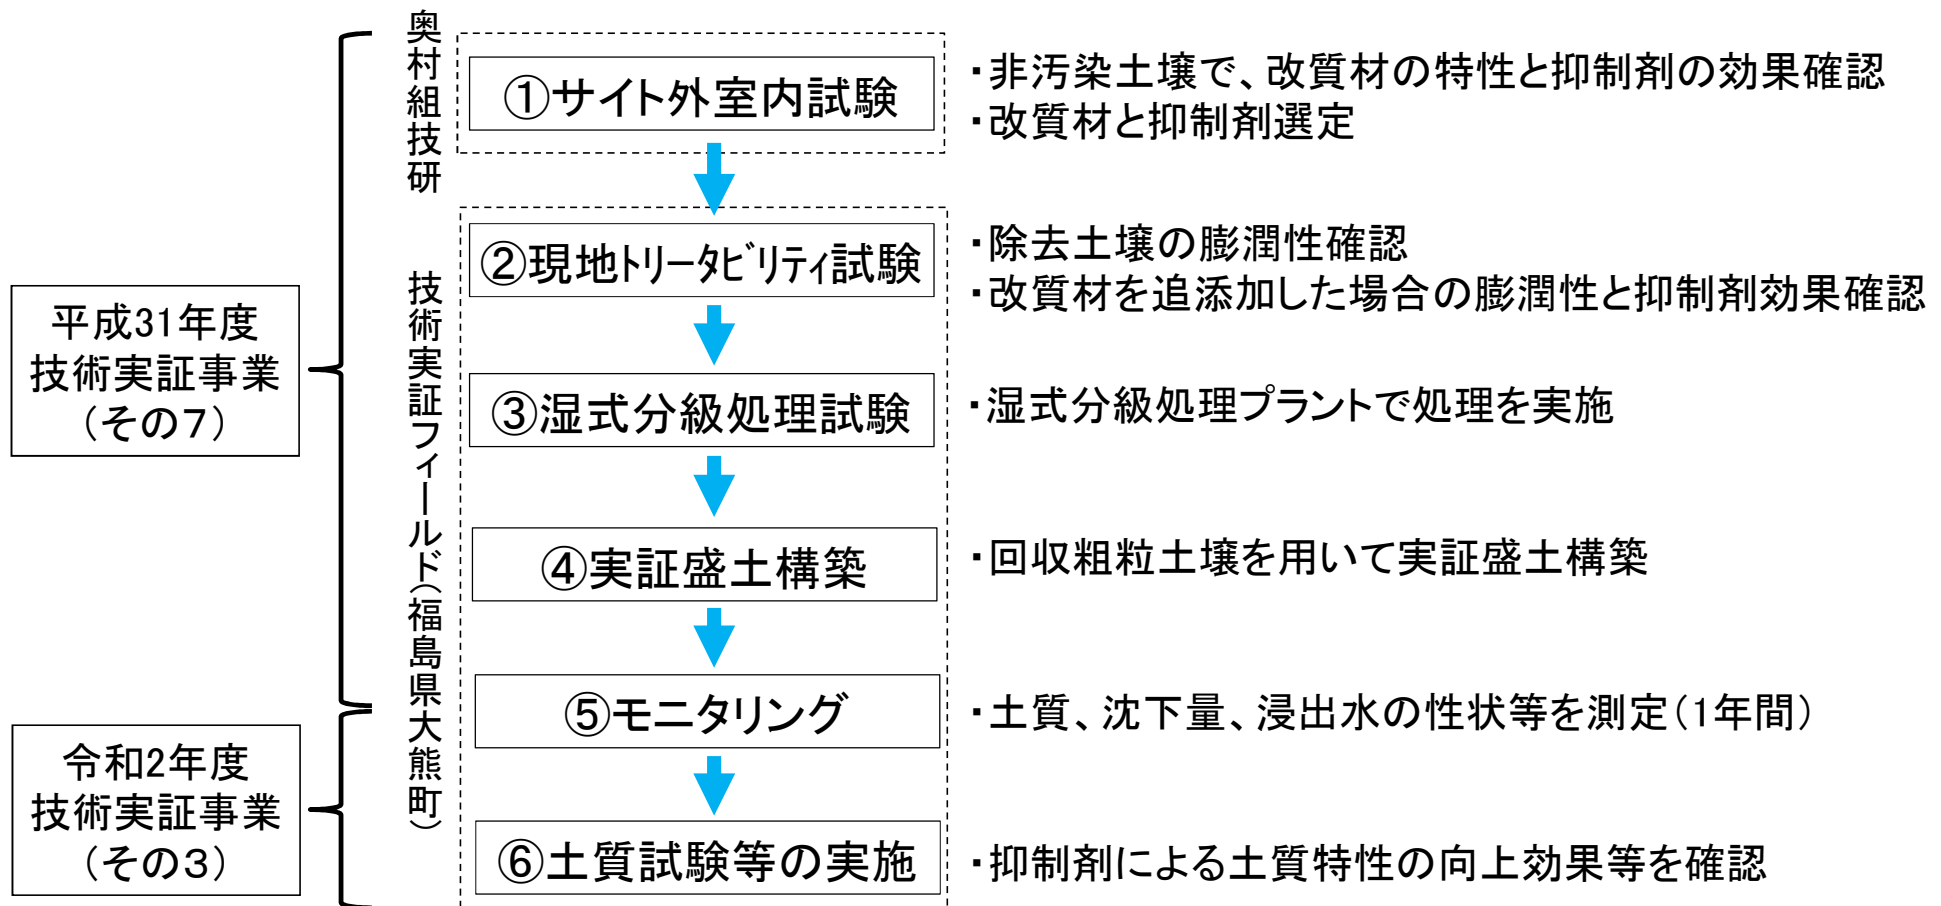 平成31年度
技術実証事業
（その7）
令和2年度
技術実証事業
（その3）
奥村組技研
技術実証フィールド（福島県大熊町）
①サイト外室内試験
・非汚染土壌で、改質材の特性と抑制剤の効果確認
・改質材と抑制剤選定
②現地ﾄﾘｰﾀﾋﾞﾘﾃｨ試験
・除去土壌の膨潤性確認
・改質材を追添加した場合の膨潤性と抑制剤効果確認
③湿式分級処理試験
・湿式分級処理プラントで処理を実施
④実証盛土構築
・回収粗粒土壌を用いて実証盛土構築
⑤モニタリング
・土質、沈下量、浸出水の性状等を測定（1年間）
⑥土質試験等の実施
・抑制剤による土質特性の向上効果等を確認